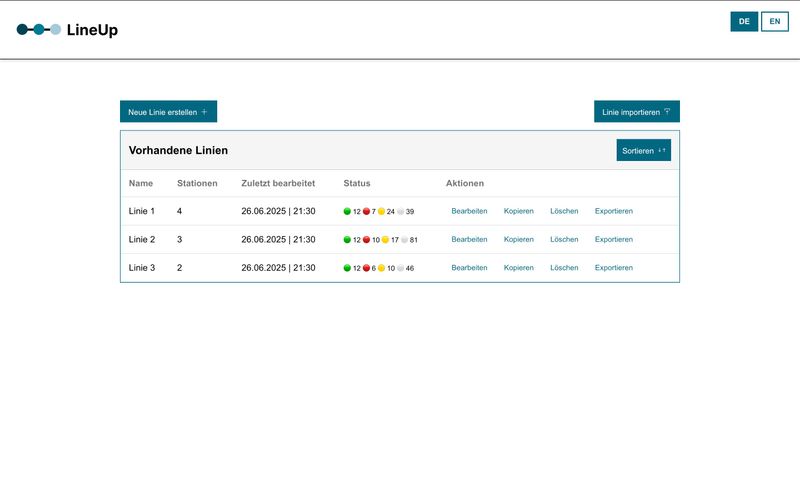 LineUp
DE EN
Neue Linie erstellen +
Linie importieren
Vorhandene Linien
Sortieren
Name Stationen Zuletzt bearbeitet Status Aktionen
Linie 1 4 26.06.2025 | 21:30 12 7 24 39 Bearbeiten Kopieren Löschen Exportieren
Linie 2 3 26.06.2025 | 21:30 12 10 17 81 Bearbeiten Kopieren Löschen Exportieren
Linie 3 2 26.06.2025 | 21:30 12 6 10 46 Bearbeiten Kopieren Löschen Exportieren